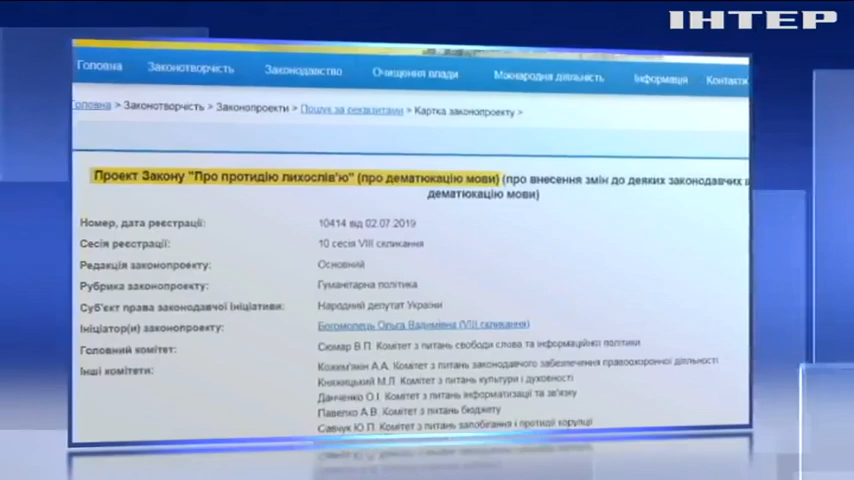 ІНТЕР
Головна Законотворчість Законодавство Очищення влади Міжнародна діяльність Інформація Контакти
Головна > Законотворчість > Законопроекти > Пошук за реквізитами > Картка законопроекту >
Проект Закону "Про протидію лихослів'ю" (про дематюкацію мови) (про внесення змін до деяких законодавчих
дематюкацію мови)
Номер, дата реєстрації: 10414 від 02.07.2019
Сесія реєстрації: 10 сесія VIII скликання
Редакція законопроекту: Основний
Рубрика законопроекту: Гуманітарна політика
Суб'єкт права законодавчої ініціативи: Народний депутат України
Ініціатор(и) законопроекту: Богомолець Ольга Вадимівна (VIII скликання)
Головний комітет: Сюмар В.П. Комітет з питань свободи слова та інформаційної політики
Інші комітети: Кожем'якін А.А. Комітет з питань законодавчого забезпечення правоохоронної діяльності
Княжицький М.Л. Комітет з питань культури і духовності
Данченко О.І. Комітет з питань інформатизації та зв'язку
Павелко А.В. Комітет з питань бюджету
Савчук Ю.П. Комітет з питань запобігання і протидії корупції